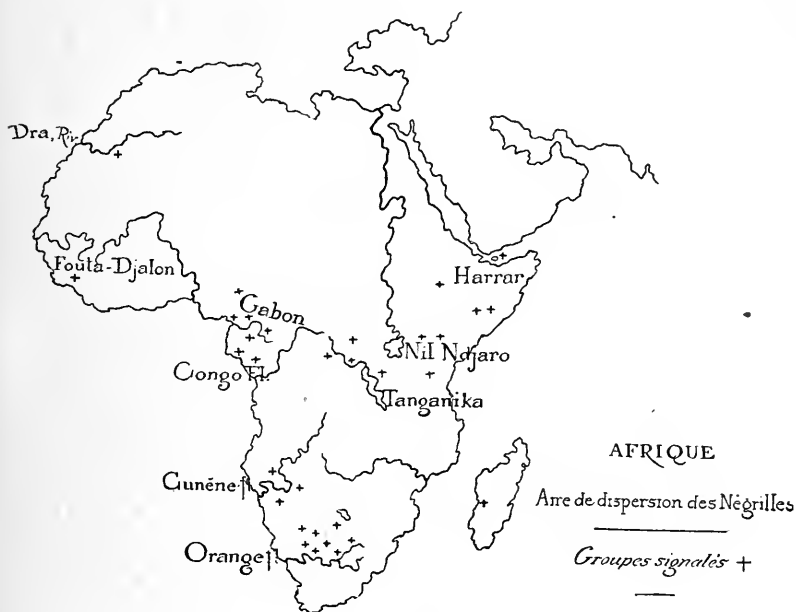 Dra, Riv.
Fouta-Djalon
Gabon
Congo Fl.
Harrar
Nil Ndjaro
Tanganika
Cunéne fl.
Orange fl.
AFRIQUE
Aire de dispersion des Négrilles
Groupes signalés +